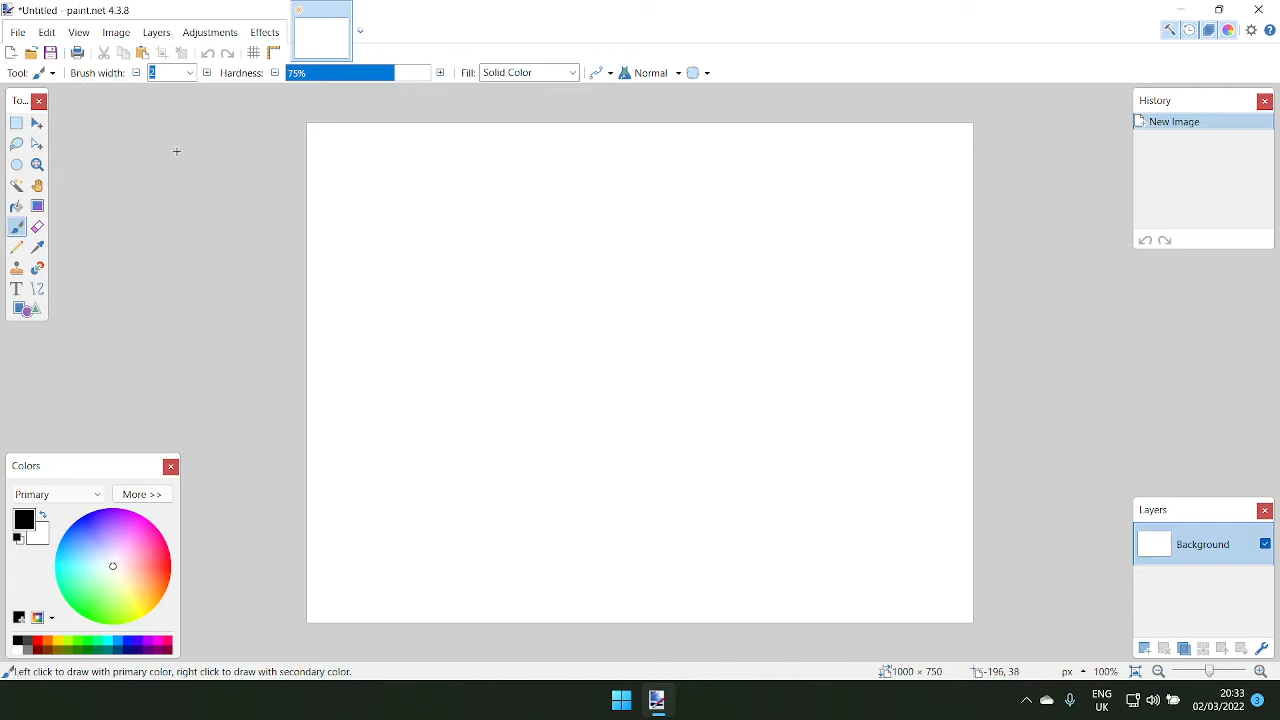 *Untitled - paint.net 4.3.8
File Edit View Image Layers Adjustments Effects
Tool: Brush width: 2 Hardness: 75% Fill: Solid Color Normal
To...
History
New Image
Colors
Primary More >>
Layers
Background
Left click to draw with primary color, right click to draw with secondary color. 1000 × 750 -196, 38 px 100%
ENG
UK
20:33
02/03/2022
3